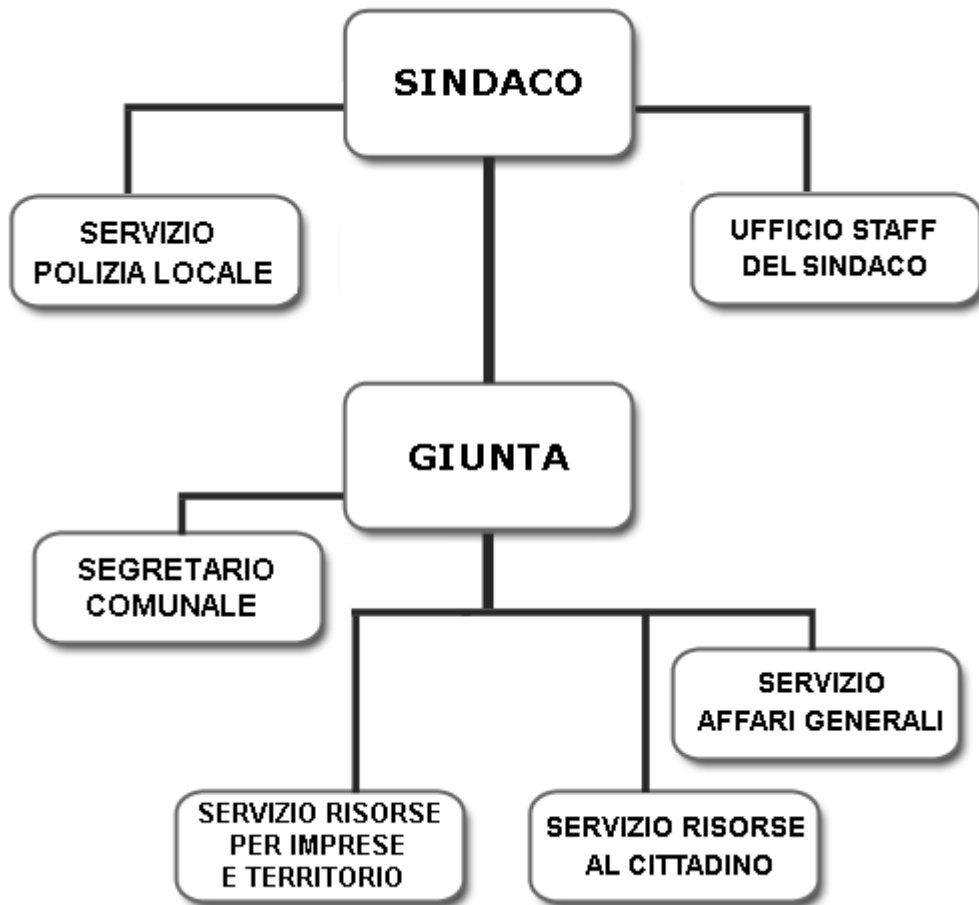 SINDACO
SERVIZIO
POLIZIA LOCALE
UFFICIO STAFF
DEL SINDACO
GIUNTA
SEGRETARIO
COMUNALE
SERVIZIO
AFFARI GENERALI
SERVIZIO RISORSE
PER IMPRESE
E TERRITORIO
SERVIZIO RISORSE
AL CITTADINO